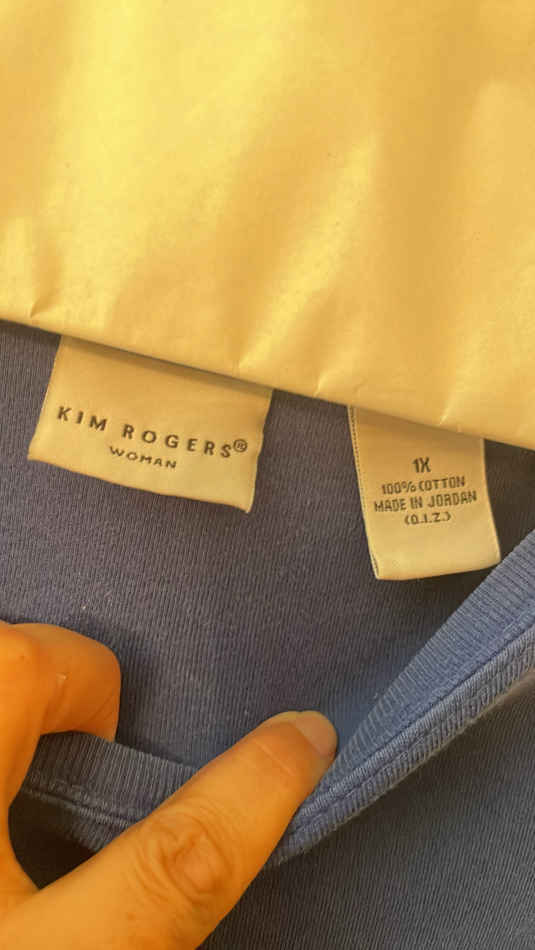 KIM ROGERS®
WOMAN
1X
100% COTTON
MADE IN JORDAN
(Q.I.Z.)